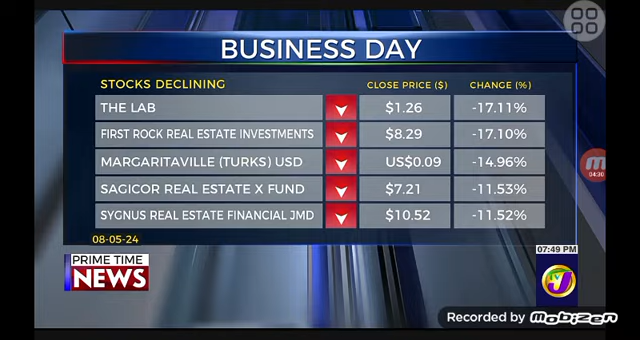 BUSINESS DAY
STOCKS DECLINING CLOSE PRICE ($) CHANGE (%)
THE LAB $1.26 -17.11%
FIRST ROCK REAL ESTATE INVESTMENTS $8.29 -17.10%
MARGARITAVILLE (TURKS) USD US$0.09 -14.96%
SAGICOR REAL ESTATE X FUND $7.21 -11.53%
SYGNUS REAL ESTATE FINANCIAL JMD $10.52 -11.52%
04:30
08-05-24
07:49 PM
PRIME TIME
NEWS
TVJ
Recorded by Mobizen